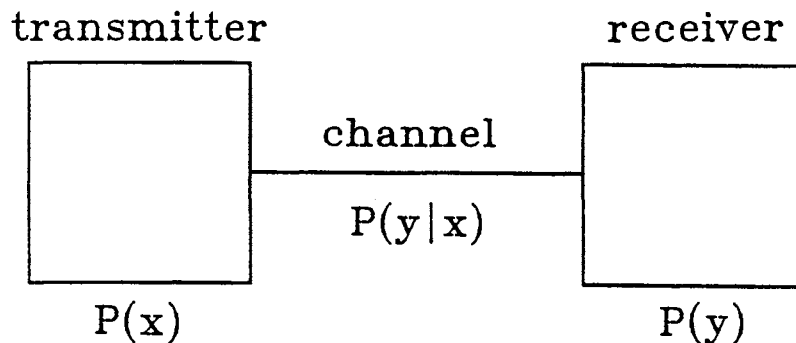 transmitter
receiver
channel
P(y|x)
P(x)
P(y)